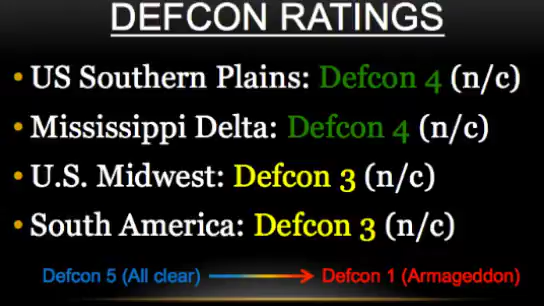 DEFCON RATINGS
• US Southern Plains: Defcon 4 (n/c)
• Mississippi Delta: Defcon 4 (n/c)
• U.S. Midwest: Defcon 3 (n/c)
• South America: Defcon 3 (n/c)
Defcon 5 (All clear) Defcon 1 (Armageddon)